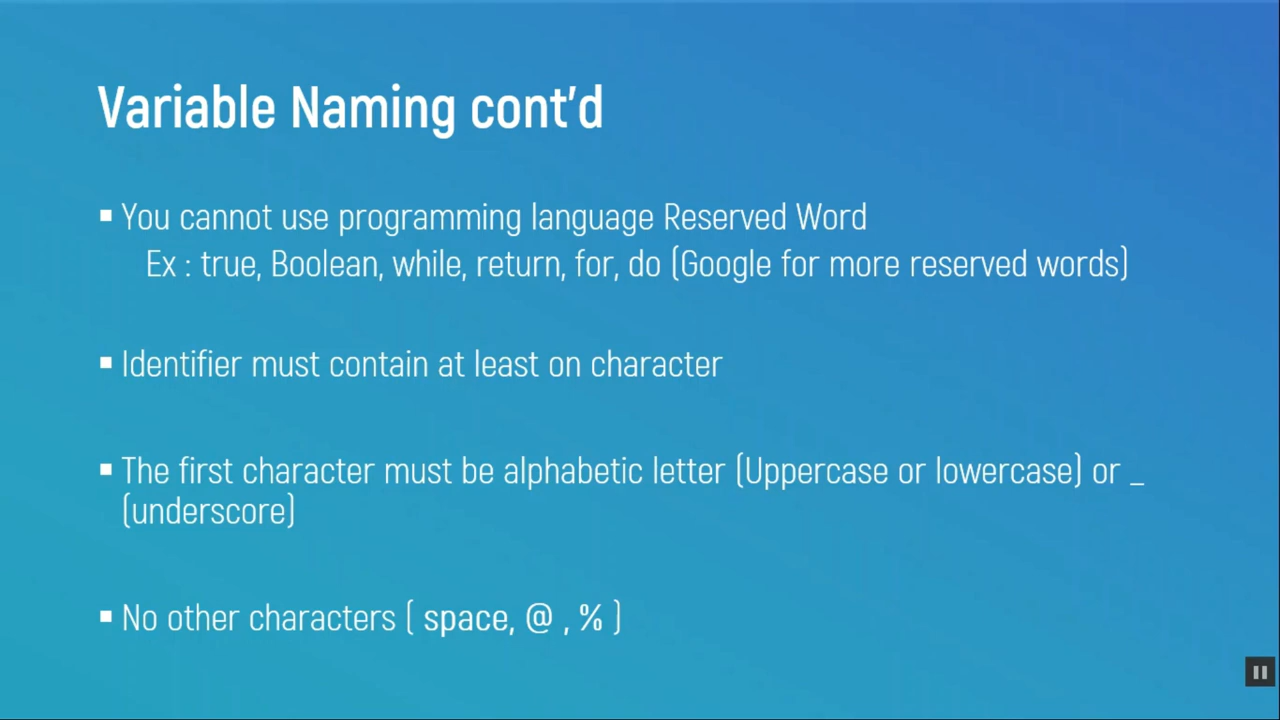 Variable Naming cont'd
▪ You cannot use programming language Reserved Word
Ex : true, Boolean, while, return, for, do (Google for more reserved words)
▪ Identifier must contain at least on character
▪ The first character must be alphabetic letter (Uppercase or lowercase) or _
(underscore)
▪ No other characters ( space, @ , % )